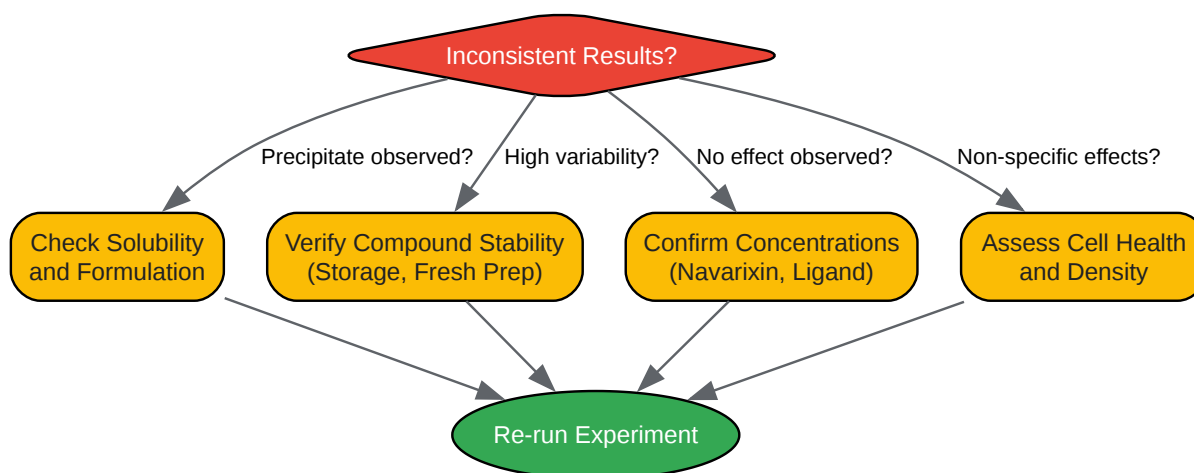 Inconsistent Results?
Precipitate observed?
High variability?
No effect observed?
Non-specific effects?
Check Solubility
and Formulation
Verify Compound Stability
(Storage, Fresh Prep)
Confirm Concentrations
(Navarixin, Ligand)
Assess Cell Health
and Density
Re-run Experiment